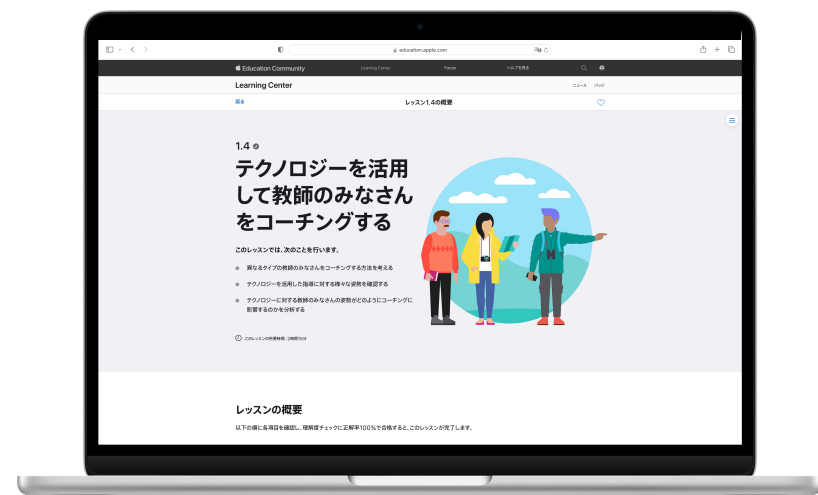 education.apple.com
Education Community
Learning Center
Forum
ヘルプを見る
Learning Center
ニュース
バッジ
戻る
レッスン1.4の概要
1.4
テクノロジーを活用
して教師のみなさん
をコーチングする
このレッスンでは、次のことを行います。
異なるタイプの教師のみなさんをコーチングする方法を考える
テクノロジーを活用した指導に対する様々な姿勢を確認する
テクノロジーに対する教師のみなさんの姿勢がどのようにコーチングに
影響するのかを分析する
このレッスンの所要時間: 2時間15分
レッスンの概要
以下の順に各項目を確認し、理解度チェックに正解率100%で合格すると、このレッスンが完了します。